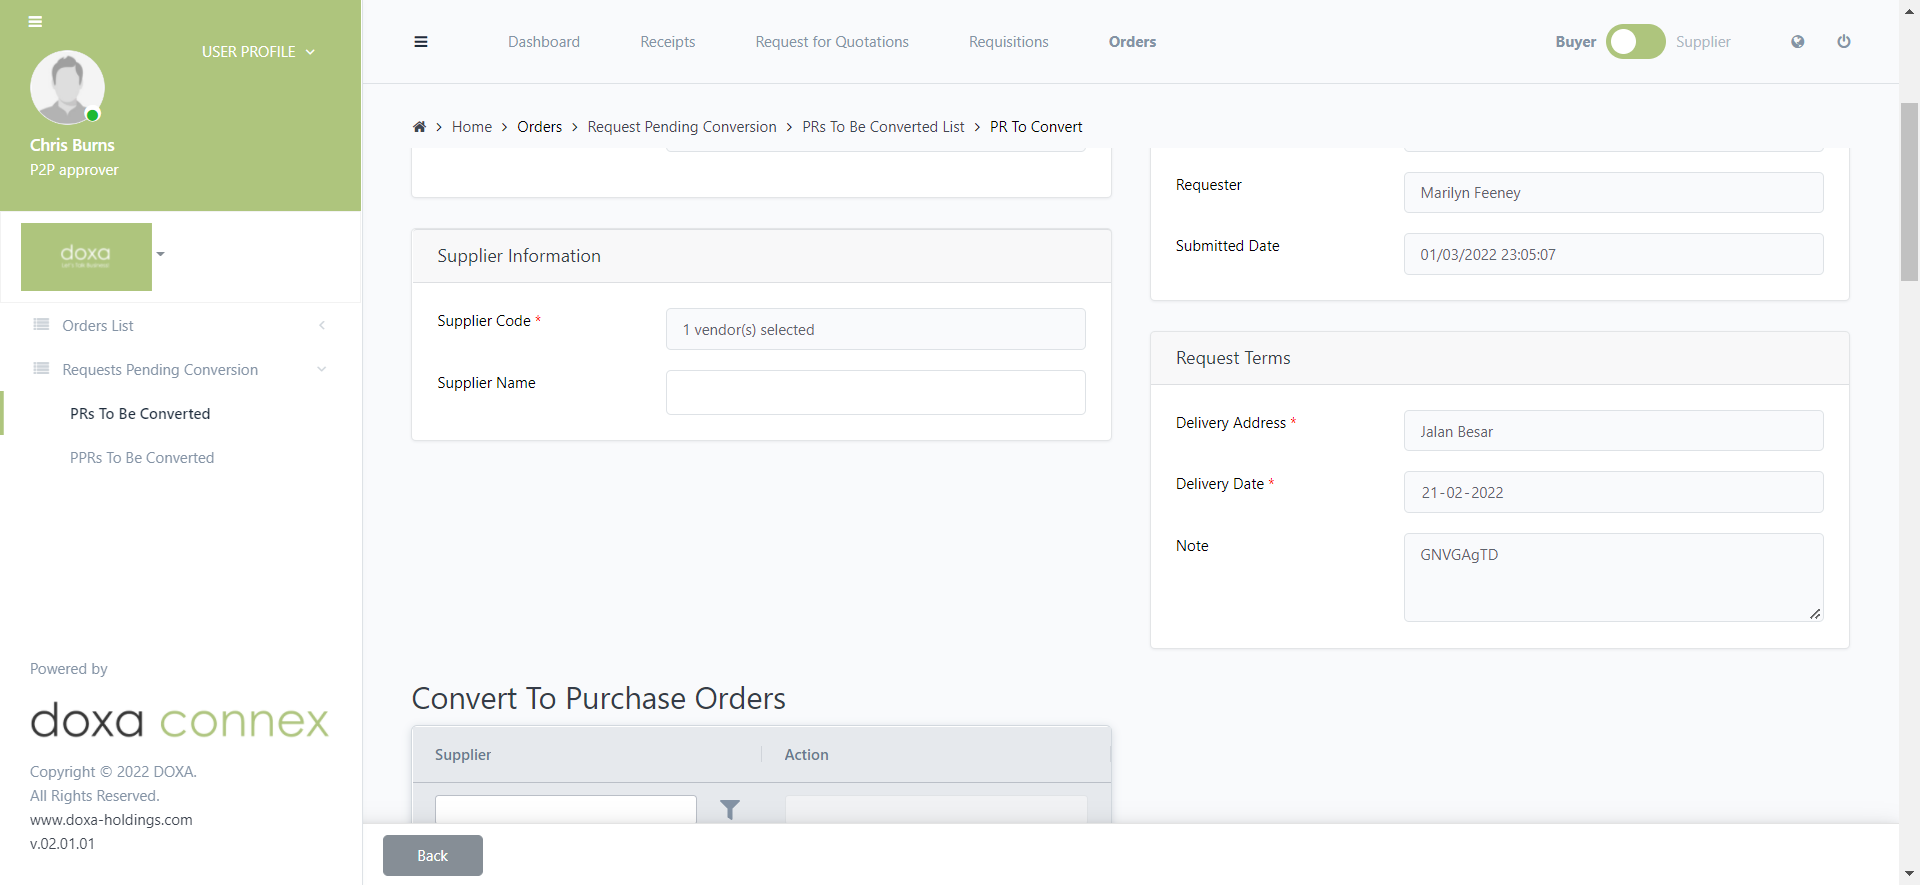 USER PROFILE
Chris Burns
P2P approver
doxa
Let's Talk Business
Orders List
Requests Pending Conversion
PRs To Be Converted
PPRs To Be Converted
Powered by
doxa connex
Copyright © 2022 DOXA.
All Rights Reserved.
www.doxa-holdings.com
v.02.01.01
Dashboard
Receipts
Request for Quotations
Requisitions
Orders
Buyer
Supplier
Home > Orders > Request Pending Conversion > PRs To Be Converted List > PR To Convert
Supplier Information
Supplier Code *
1 vendor(s) selected
Supplier Name
Requester
Marilyn Feeney
Submitted Date
01/03/2022 23:05:07
Request Terms
Delivery Address *
Jalan Besar
Delivery Date *
21-02-2022
Note
GNVGAgTD
Convert To Purchase Orders
Supplier
Action
Back